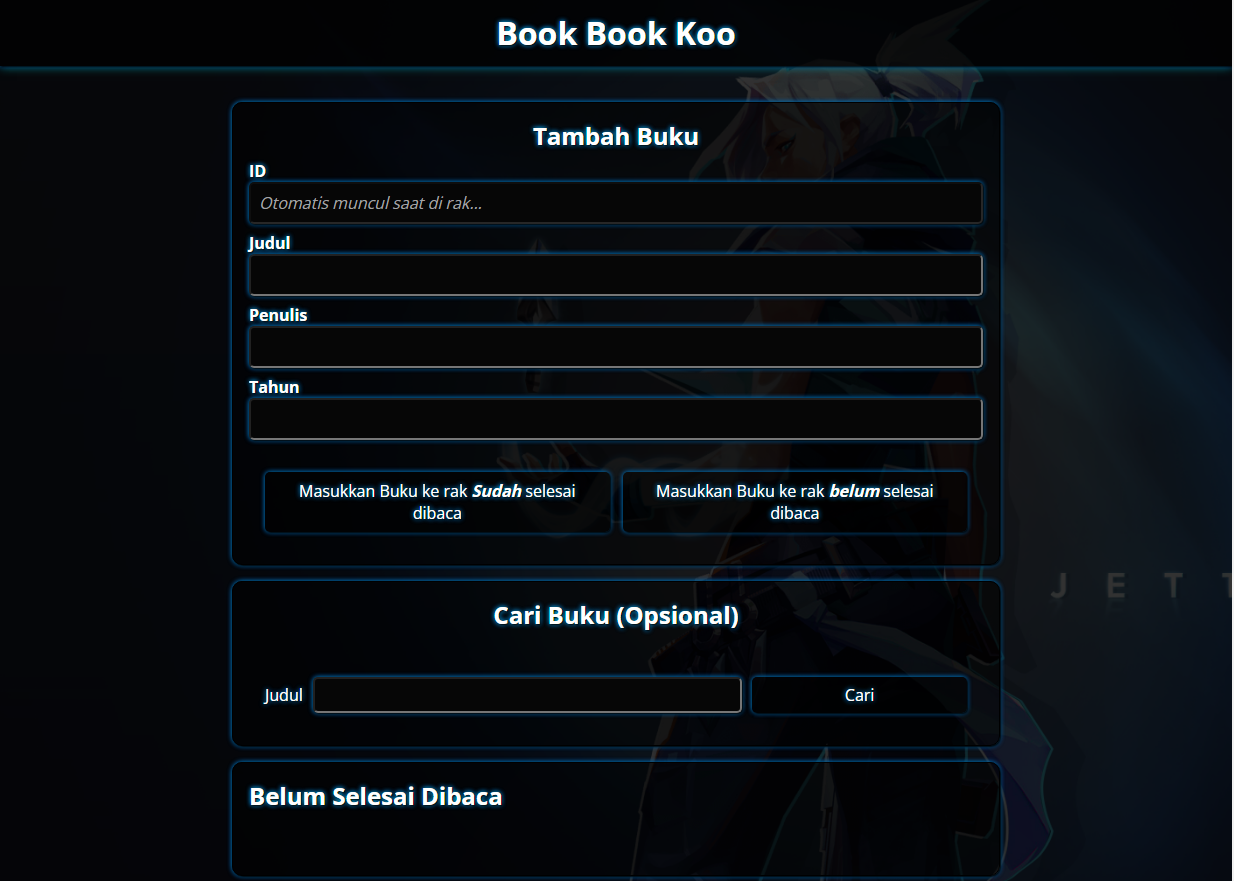 Book Book Koo
Tambah Buku
ID
Otomatis muncul saat di rak...
Judul
Penulis
Tahun
Masukkan Buku ke rak Sudah selesai
dibaca
Masukkan Buku ke rak belum selesai
dibaca
J E T T
Cari Buku (Opsional)
Judul
Cari
Belum Selesai Dibaca